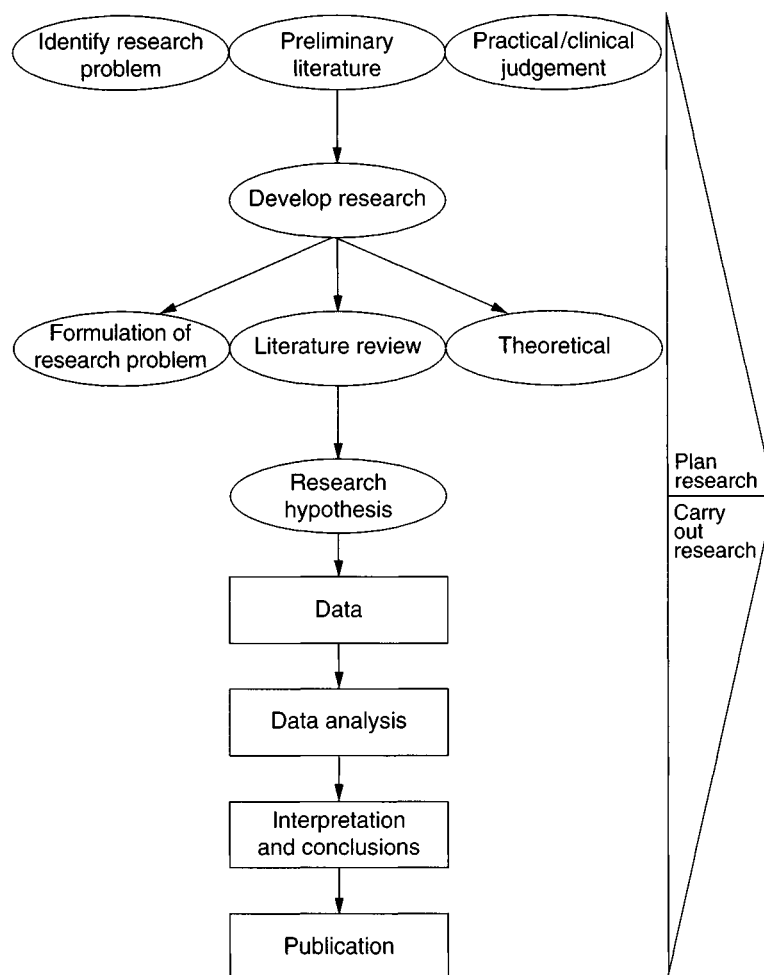 Identify research
problem
Preliminary
literature
Practical/clinical
judgement
Develop research
Formulation of
research problem
Literature review
Theoretical
Plan
research
Research
hypothesis
Carry
out
research
Data
Data analysis
Interpretation
and conclusions
Publication